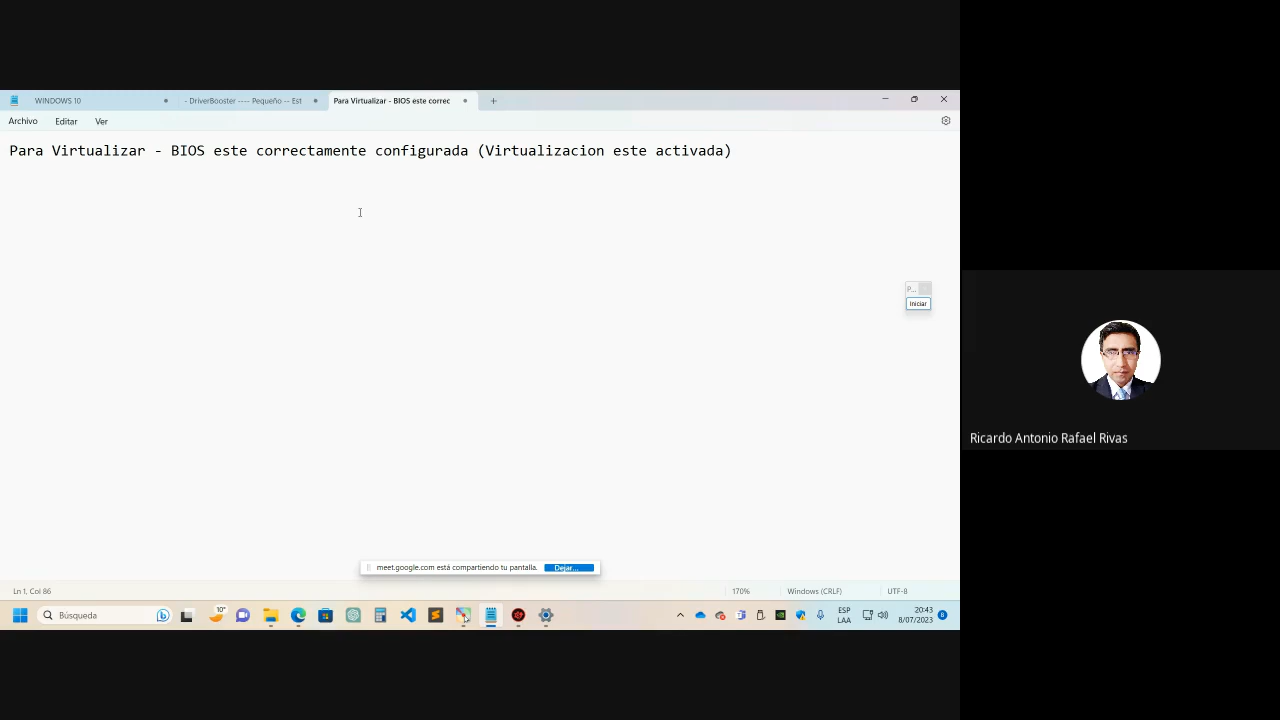 WINDOWS 10
- DriverBooster ---- Pequeño -- Est
Para Virtualizar - BIOS este correc
Archivo
Editar
Ver
Para Virtualizar - BIOS este correctamente configurada (Virtualizacion este activada)
P...
Iniciar
Ricardo Antonio Rafael Rivas
meet.google.com está compartiendo tu pantalla.
Dejar...
Ln 1, Col 86
170%
Windows (CRLF)
UTF-8
Búsqueda
10°
ESP
LAA
20:43
8/07/2023